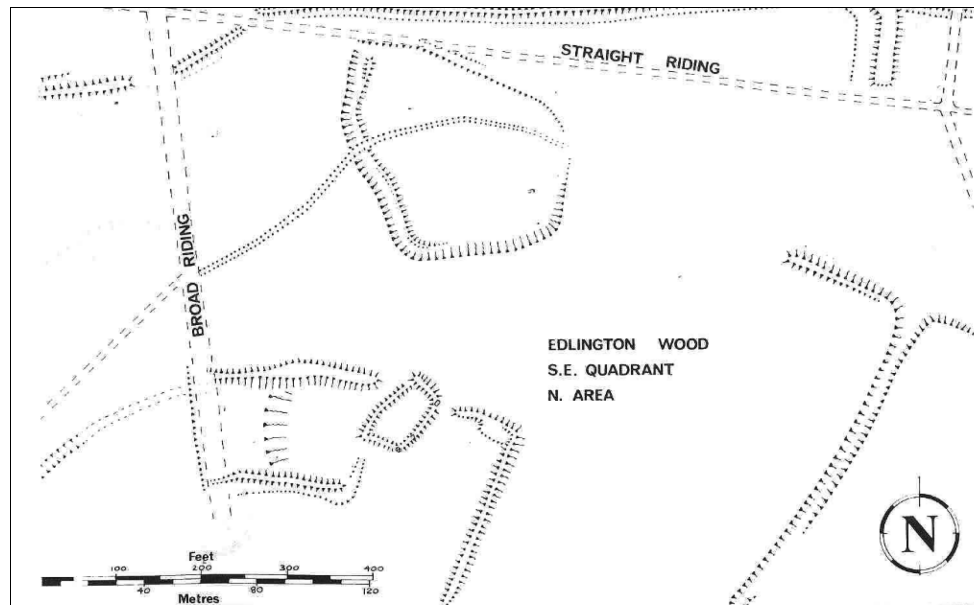 STRAIGHT RIDING
BROAD RIDING
EDLINGTON WOOD
S.E. QUADRANT
N. AREA
N
Feet
100 200 300 400
40 80 120
Metres